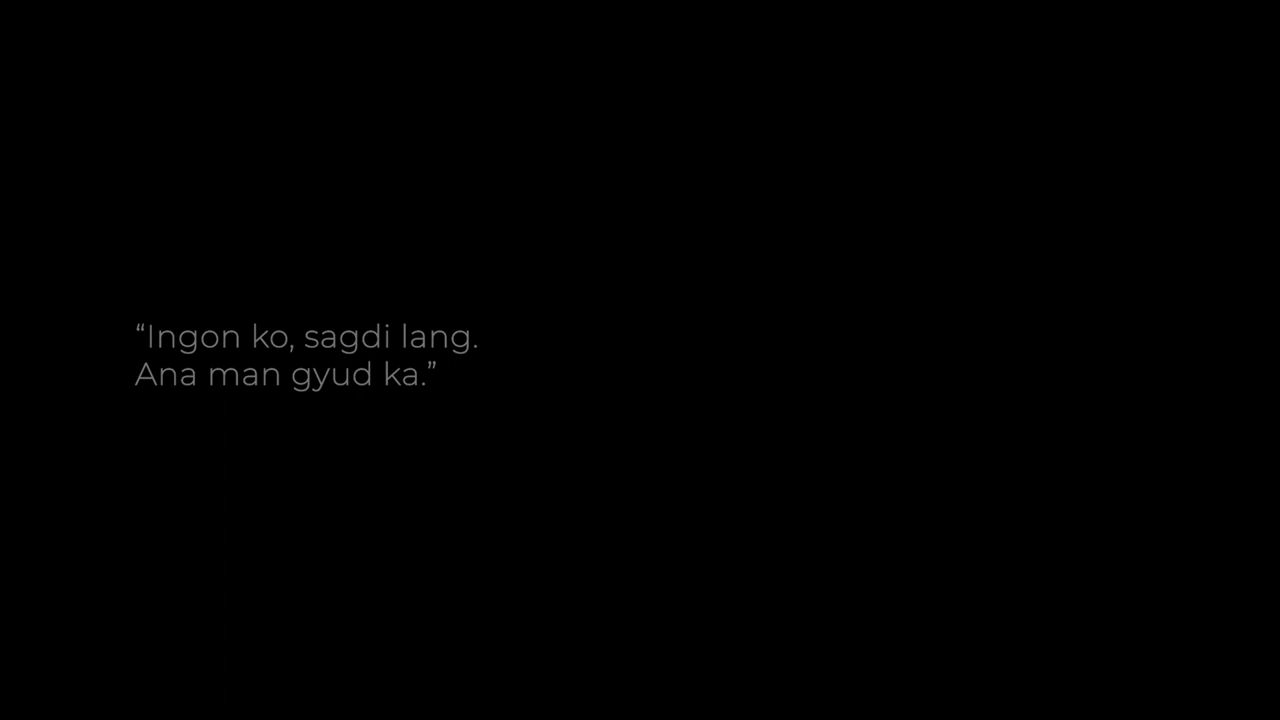 “Ingon ko, sagdi lang.
Ana man gyud ka.”